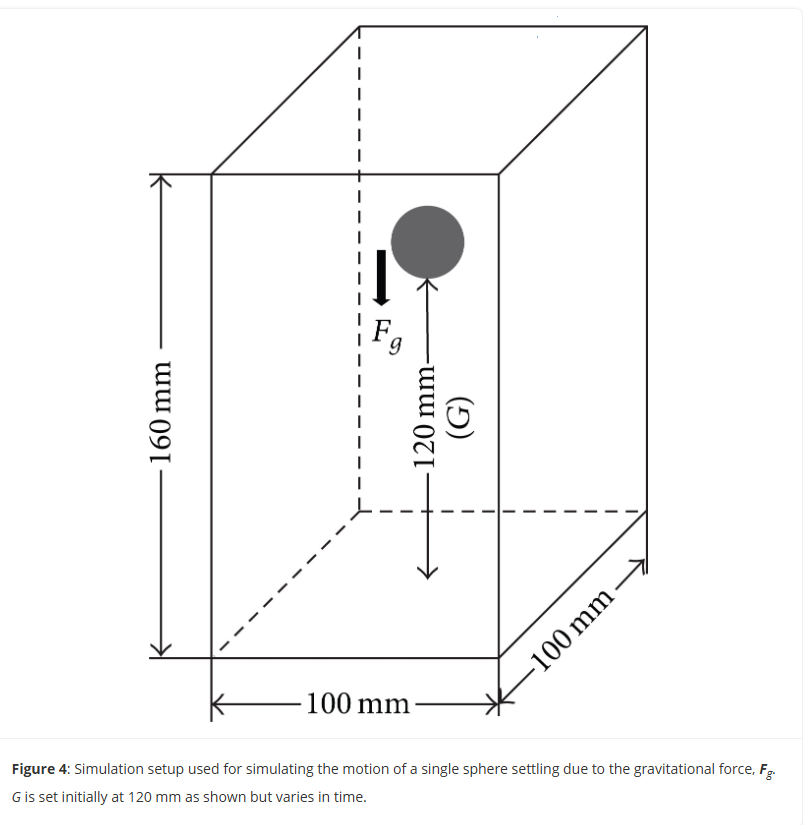 160 mm
F_g
120 mm
(G)
100 mm
100 mm
Figure 4: Simulation setup used for simulating the motion of a single sphere settling due to the gravitational force, F_g.
G is set initially at 120 mm as shown but varies in time.